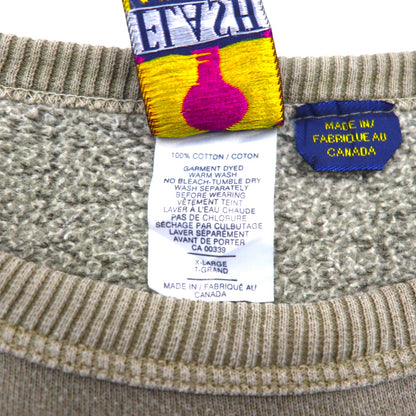 FLASH
MADE IN/
FABRIQUE AU
CANADA
100% COTTON / COTON
GARMENT DYED
WARM WASH
NO BLEACH-TUMBLE DRY
WASH SEPARATELY
BEFORE WEARING
VÊTEMENT TEINT
LAVER À L'EAU CHAUDE
PAS DE CHLORURE
SÉCHAGE PAR CULBUTAGE
LAVER SÉPARÉMENT
AVANT DE PORTER
CA 00339
X-LARGE
T-GRAND
MADE IN / FABRIQUÉ AU
CANADA